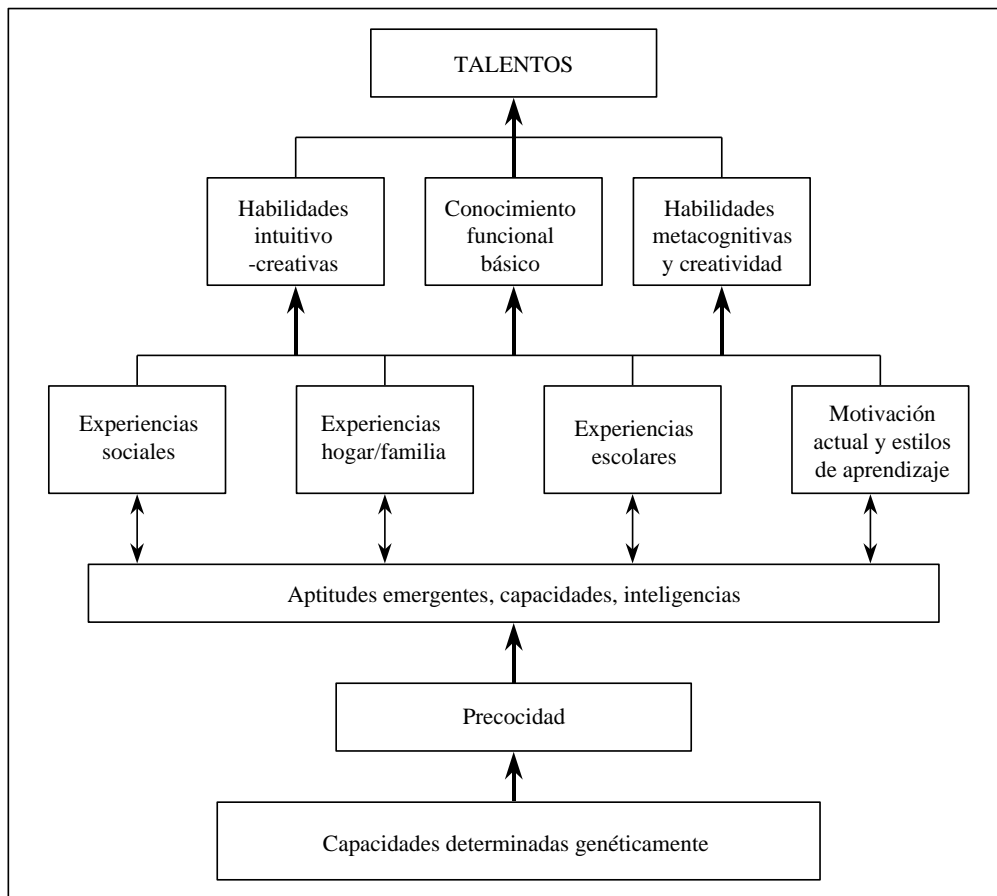 TALENTOS
Habilidades
intuitivo
-creativas
Conocimiento
funcional
básico
Habilidades
metacognitivas
y creatividad
Experiencias
sociales
Experiencias
hogar/familia
Experiencias
escolares
Motivación
actual y estilos
de aprendizaje
Aptitudes emergentes, capacidades, inteligencias
Precocidad
Capacidades determinadas genéticamente